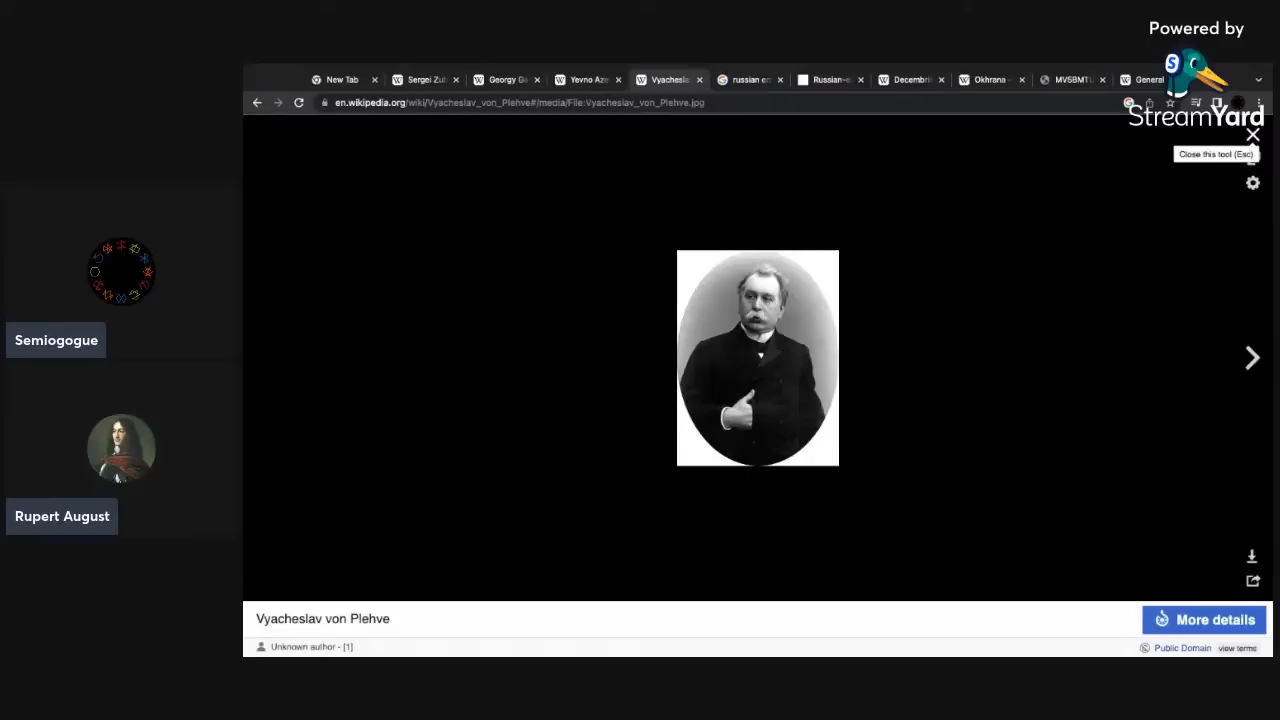 Powered by
S
StreamYard
New Tab
Sergei Zu
Georgy Ga
Yevno Aze
Vyachesla
russian em
Russian-
Decembri
Okhrana -
MV5BMTU
General
en.wikipedia.org/wiki/Vyacheslav_von_Plehve#/media/File:Vyacheslav_von_Plehve.jpg
Close this tool (Esc)
Semiogogue
Rupert August
Vyacheslav von Plehve
More details
Unknown author - [1]
Public Domain view terms